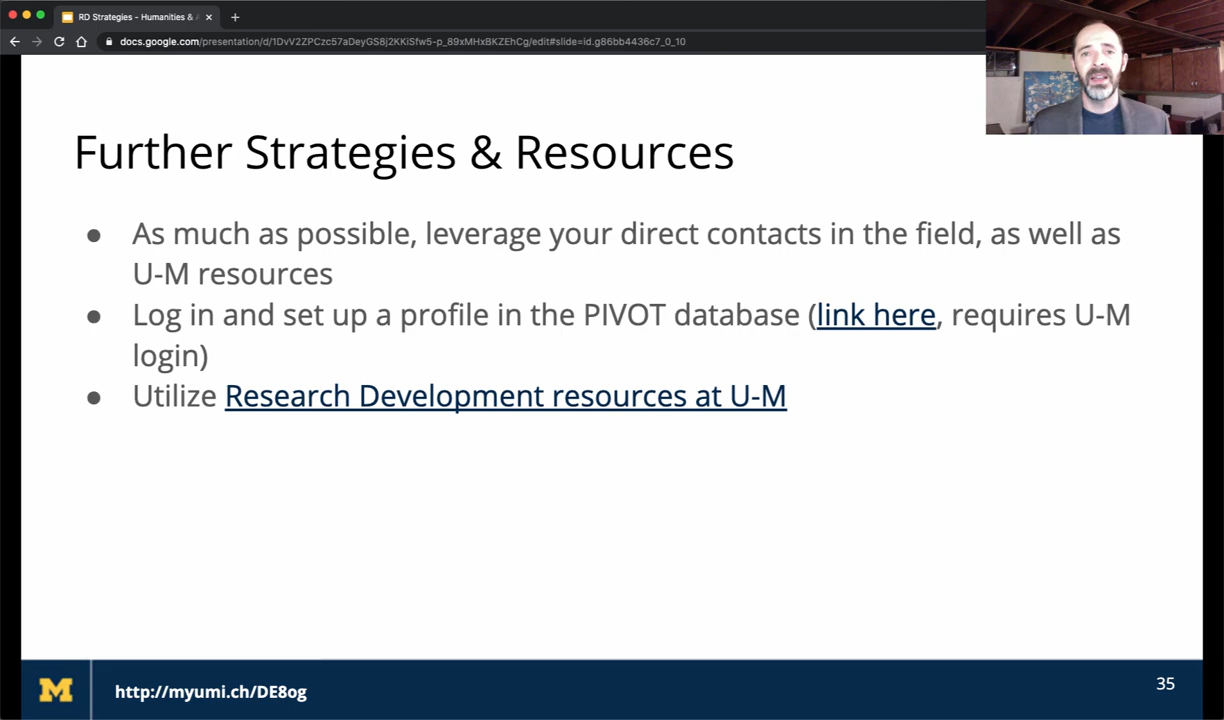 RD Strategies - Humanities & A
docs.google.com/presentation/d/1DvV2ZPCzc57aDeyGS8j2KKiSfw5-p_89xMHxBKZEhCg/edit#slide=id.g86bb4436c7_0_10
Further Strategies & Resources
● As much as possible, leverage your direct contacts in the field, as well as
U-M resources
● Log in and set up a profile in the PIVOT database (link here, requires U-M
login)
● Utilize Research Development resources at U-M
M
http://myumi.ch/DE8og
35